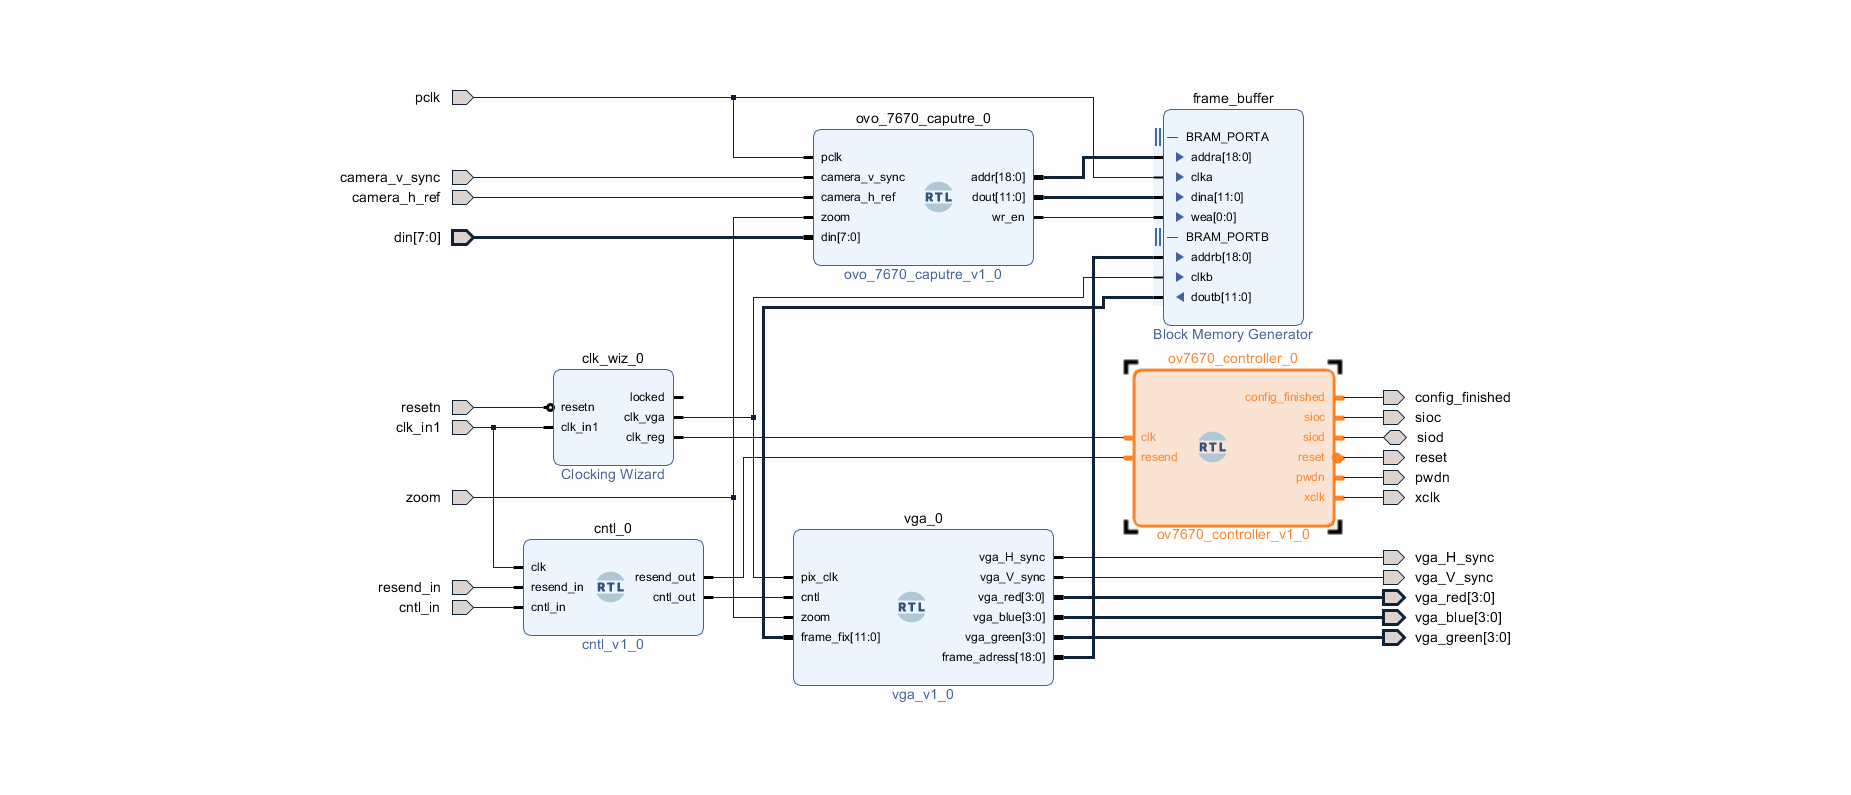 pclk
camera_v_sync
camera_h_ref
din[7:0]
ovo_7670_caputre_0
pclk
camera_v_sync
camera_h_ref
zoom
din[7:0]
RTL
addr[18:0]
dout[11:0]
wr_en
ovo_7670_caputre_v1_0
frame_buffer
BRAM_PORTA
addra[18:0]
clka
dina[11:0]
wea[0:0]
BRAM_PORTB
addrb[18:0]
clkb
doutb[11:0]
Block Memory Generator
resetn
clk_in1
clk_wiz_0
resetn
clk_in1
locked
clk_vga
clk_reg
Clocking Wizard
ov7670_controller_0
clk
resend
RTL
config_finished
sioc
siod
reset
pwdn
xclk
ov7670_controller_v1_0
config_finished
sioc
siod
reset
pwdn
xclk
zoom
resend_in
cntl_in
cntl_0
clk
resend_in
cntl_in
RTL
resend_out
cntl_out
cntl_v1_0
vga_0
pix_clk
cntl
zoom
frame_fix[11:0]
RTL
vga_H_sync
vga_V_sync
vga_red[3:0]
vga_blue[3:0]
vga_green[3:0]
frame_adress[18:0]
vga_v1_0
vga_H_sync
vga_V_sync
vga_red[3:0]
vga_blue[3:0]
vga_green[3:0]